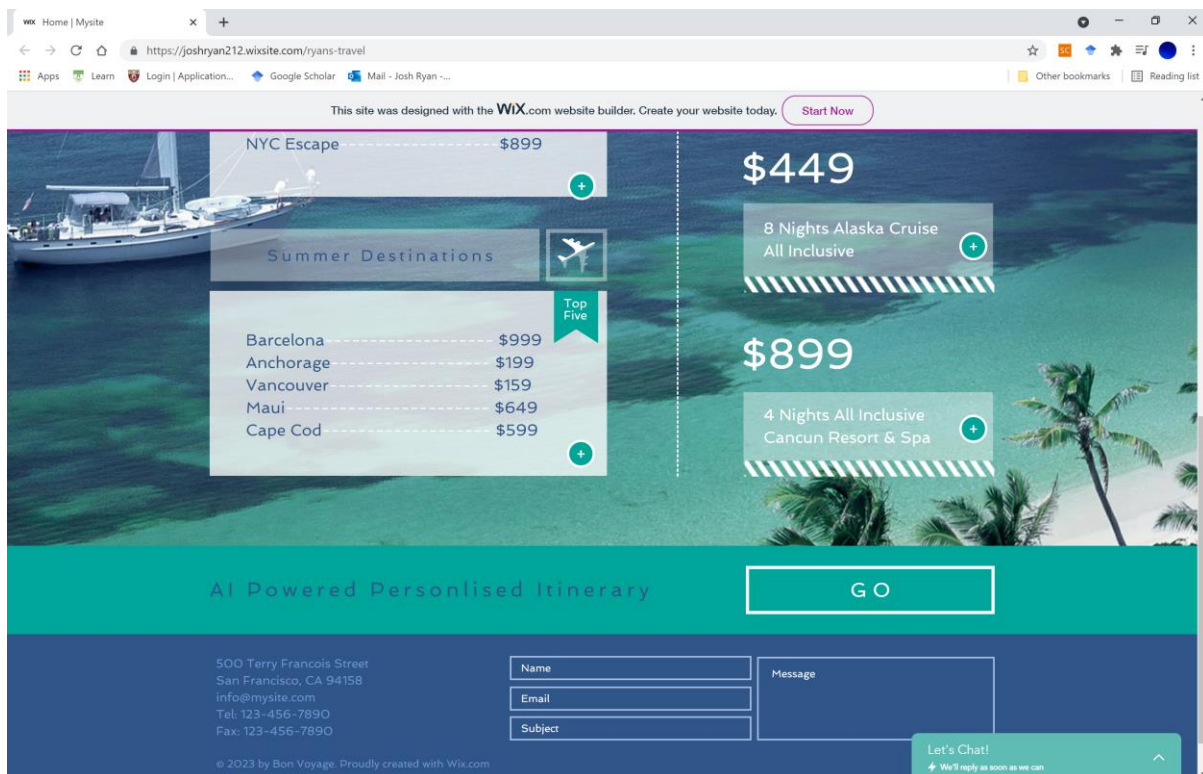 WiX Home | Mysite
https://joshryan212.wixsite.com/ryans-travel
SC
Apps Learn Login | Application... Google Scholar Mail - Josh Ryan -... Other bookmarks Reading list
This site was designed with the WiX.com website builder. Create your website today. Start Now
NYC Escape $899
+
Summer Destinations
Top
Five
Barcelona $999
Anchorage $199
Vancouver $159
Maui $649
Cape Cod $599
+
$449
8 Nights Alaska Cruise
All Inclusive
+
$899
4 Nights All Inclusive
Cancun Resort & Spa
+
AI Powered Personlised Itinerary
GO
500 Terry Francois Street
San Francisco, CA 94158
info@mysite.com
Tel: 123-456-7890
Fax: 123-456-7890
© 2023 by Bon Voyage. Proudly created with Wix.com
Name
Email
Subject
Message
Let's Chat!
We'll reply as soon as we can